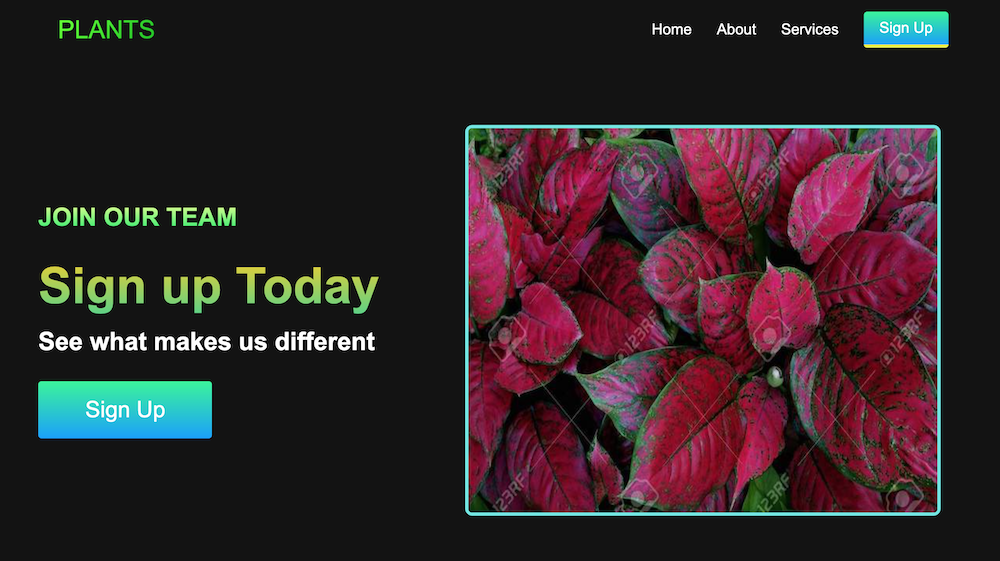 PLANTS
Home About Services Sign Up
JOIN OUR TEAM
Sign up Today
See what makes us different
Sign Up
123RF
123RF
123RF
123RF
123RF
123RF